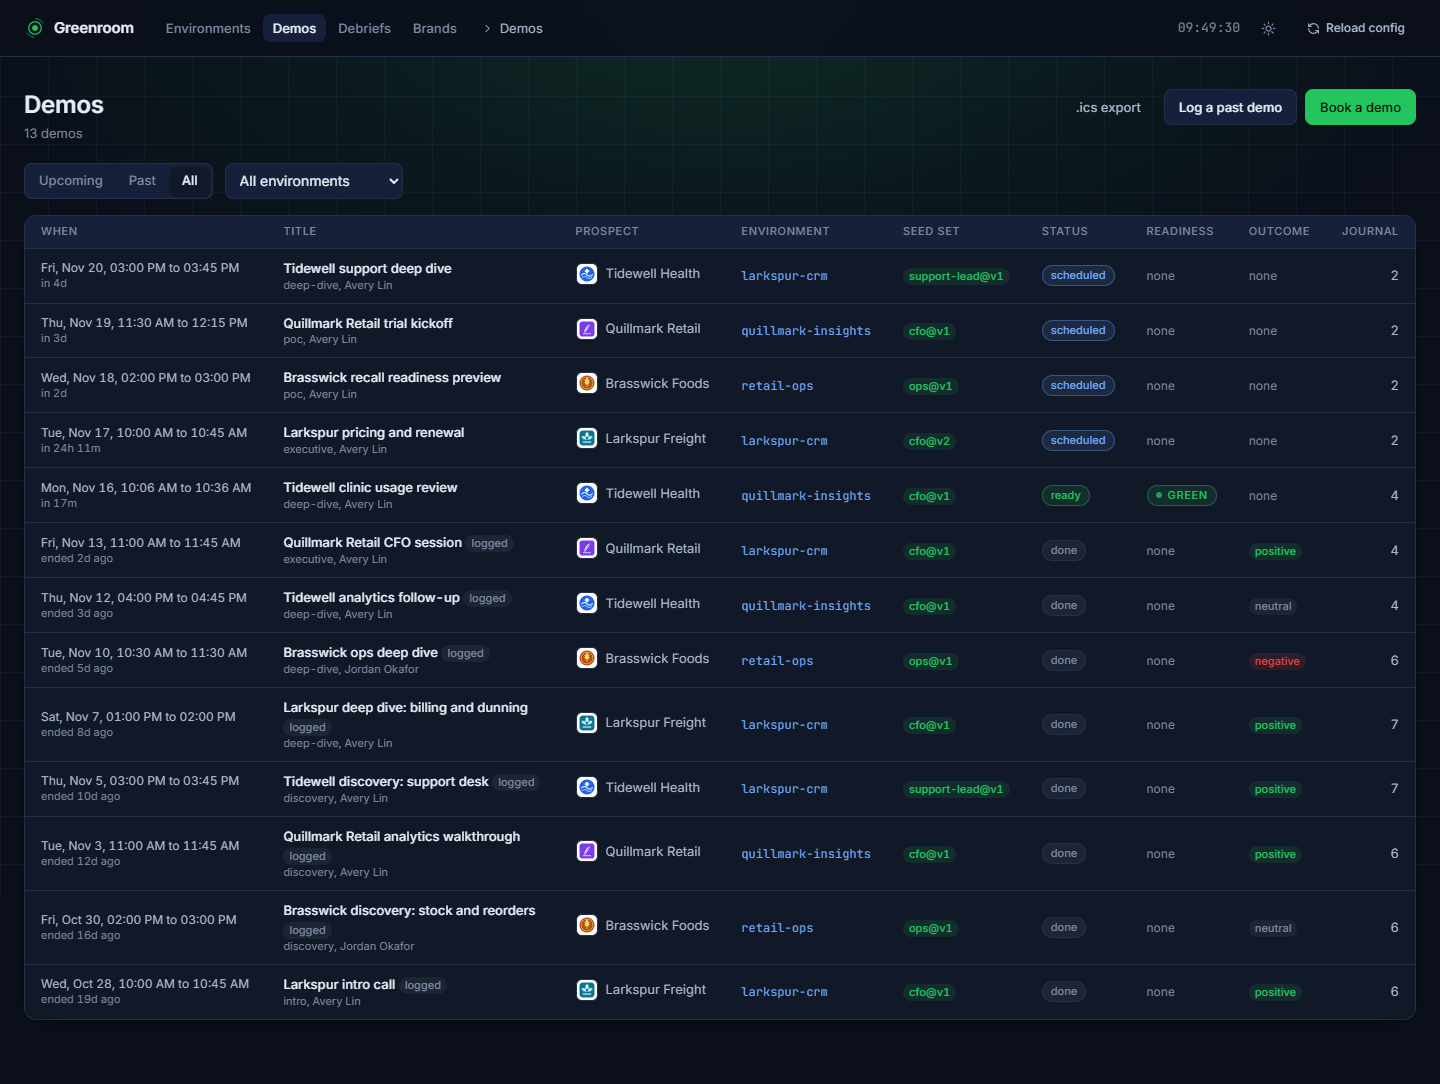 Greenroom Environments Demos Debriefs Brands > Demos 09:49:30 Reload config
Demos
.ics export Log a past demo Book a demo
13 demos
Upcoming Past All All environments
WHEN TITLE PROSPECT ENVIRONMENT SEED SET STATUS READINESS OUTCOME JOURNAL
Fri, Nov 20, 03:00 PM to 03:45 PM Tidewell support deep dive Tidewell Health larkspur-crm support-lead@v1 scheduled none none 2
in 4d deep-dive, Avery Lin
Thu, Nov 19, 11:30 AM to 12:15 PM Quillmark Retail trial kickoff Quillmark Retail quillmark-insights cfo@v1 scheduled none none 2
in 3d poc, Avery Lin
Wed, Nov 18, 02:00 PM to 03:00 PM Brasswick recall readiness preview Brasswick Foods retail-ops ops@v1 scheduled none none 2
in 2d poc, Avery Lin
Tue, Nov 17, 10:00 AM to 10:45 AM Larkspur pricing and renewal Larkspur Freight larkspur-crm cfo@v2 scheduled none none 2
in 24h 11m executive, Avery Lin
Mon, Nov 16, 10:06 AM to 10:36 AM Tidewell clinic usage review Tidewell Health quillmark-insights cfo@v1 ready GREEN none 4
in 17m deep-dive, Avery Lin
Fri, Nov 13, 11:00 AM to 11:45 AM Quillmark Retail CFO session logged Quillmark Retail larkspur-crm cfo@v1 done none positive 4
ended 2d ago executive, Avery Lin
Thu, Nov 12, 04:00 PM to 04:45 PM Tidewell analytics follow-up logged Tidewell Health quillmark-insights cfo@v1 done none neutral 4
ended 3d ago deep-dive, Avery Lin
Tue, Nov 10, 10:30 AM to 11:30 AM Brasswick ops deep dive logged Brasswick Foods retail-ops ops@v1 done none negative 6
ended 5d ago deep-dive, Jordan Okafor
Sat, Nov 7, 01:00 PM to 02:00 PM Larkspur deep dive: billing and dunning Larkspur Freight larkspur-crm cfo@v1 done none positive 7
ended 8d ago logged
deep-dive, Avery Lin
Thu, Nov 5, 03:00 PM to 03:45 PM Tidewell discovery: support desk logged Tidewell Health larkspur-crm support-lead@v1 done none positive 7
ended 10d ago discovery, Avery Lin
Tue, Nov 3, 11:00 AM to 11:45 AM Quillmark Retail analytics walkthrough Quillmark Retail quillmark-insights cfo@v1 done none positive 6
ended 12d ago logged
discovery, Avery Lin
Fri, Oct 30, 02:00 PM to 03:00 PM Brasswick discovery: stock and reorders Brasswick Foods retail-ops ops@v1 done none neutral 6
ended 16d ago logged
discovery, Jordan Okafor
Wed, Oct 28, 10:00 AM to 10:45 AM Larkspur intro call logged Larkspur Freight larkspur-crm cfo@v1 done none positive 6
ended 19d ago intro, Avery Lin